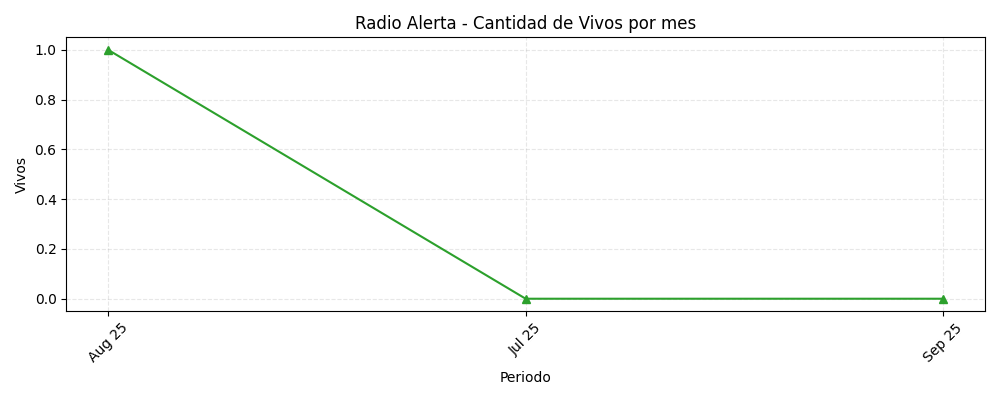 Radio Alerta - Cantidad de Vivos por mes
Vivos
1.0
0.8
0.6
0.4
0.2
0.0
Aug 25
Jul 25
Sep 25
Periodo